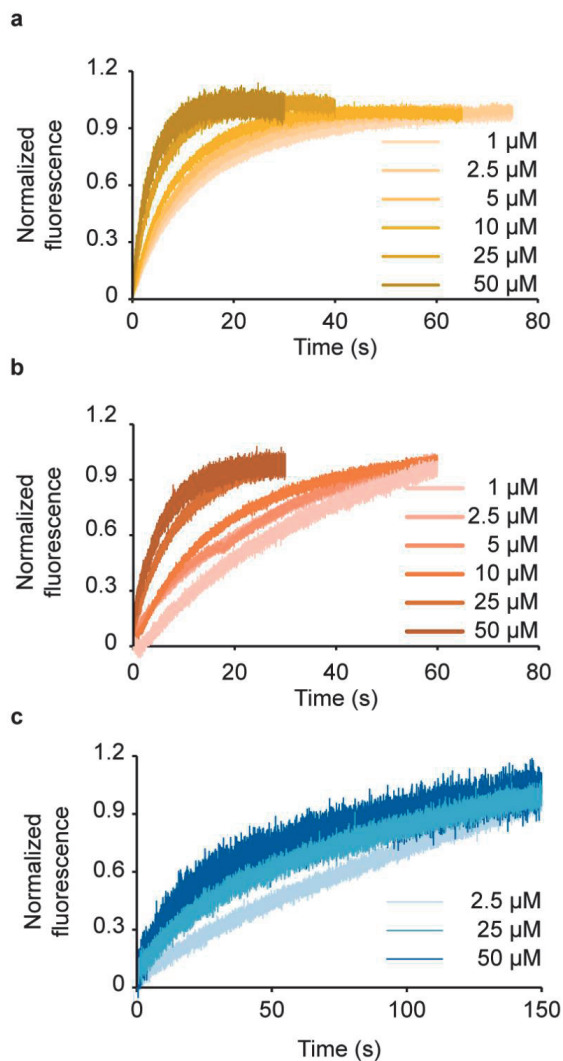 a
1.2
0.9
0.6
0.3
0
Normalized
fluorescence
1 µM
2.5 µM
5 µM
10 µM
25 µM
50 µM
0 20 40 60 80
Time (s)
b
1.2
0.9
0.6
0.3
0
Normalized
fluorescence
1 µM
2.5 µM
5 µM
10 µM
25 µM
50 µM
0 20 40 60 80
Time (s)
c
1.2
0.9
0.6
0.3
0
Normalized
fluorescence
2.5 µM
25 µM
50 µM
0 50 100 150
Time (s)